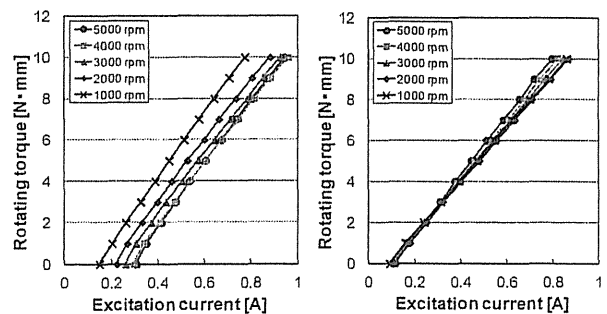 Rotating torque [N·mm]
12
10
8
6
4
2
0
5000 rpm
4000 rpm
3000 rpm
2000 rpm
1000 rpm
0 0.2 0.4 0.6 0.8 1
Excitation current [A]
Rotating torque [N·mm]
12
10
8
6
4
2
0
5000 rpm
4000 rpm
3000 rpm
2000 rpm
1000 rpm
0 0.2 0.4 0.6 0.8 1
Excitation current [A]